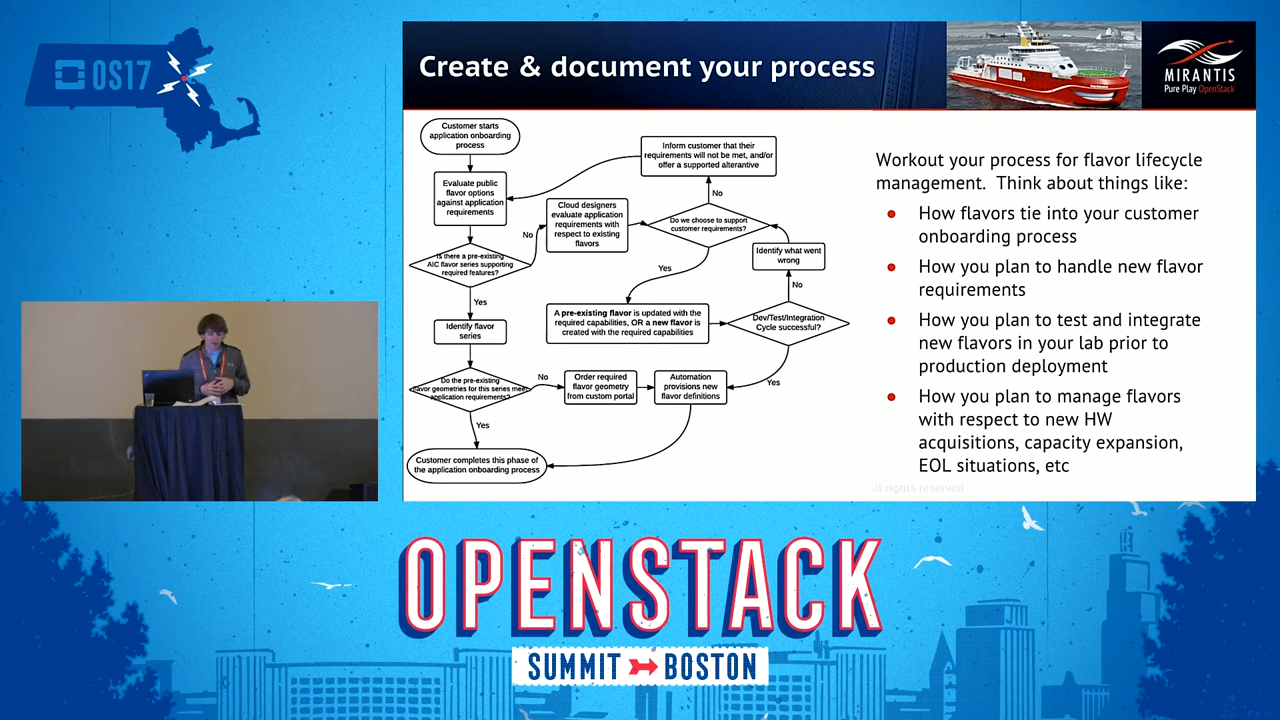 OS17
Create & document your process
MIRANTIS
Pure Play OpenStack
Customer starts
application onboarding
process
Evaluate public
flavor options
against application
requirements
Is there a pre-existing
AIC flavor series supporting
required features?
No
Cloud designers
evaluate application
requirements with
respect to existing
flavors
Do we choose to support
customer requirements?
No
Inform customer that their
requirements will not be met, and/or
offer a supported alterantive
Yes
A pre-existing flavor is updated with the
required capabilities, OR a new flavor is
created with the required capabilities
Dev/Test/Integration
Cycle successful?
No
Identify what went
wrong
Yes
Yes
Identify flavor
series
Do the pre-existing
flavor geometries for this series meet
application requirements?
No
Order required
flavor geometry
from custom portal
Automation
provisions new
flavor definitions
Yes
Customer completes this phase of
the application onboarding process
Workout your process for flavor lifecycle
management. Think about things like:
How flavors tie into your customer
onboarding process
How you plan to handle new flavor
requirements
How you plan to test and integrate
new flavors in your lab prior to
production deployment
How you plan to manage flavors
with respect to new HW
acquisitions, capacity expansion,
EOL situations, etc
All rights reserved
OPENSTACK
SUMMIT BOSTON